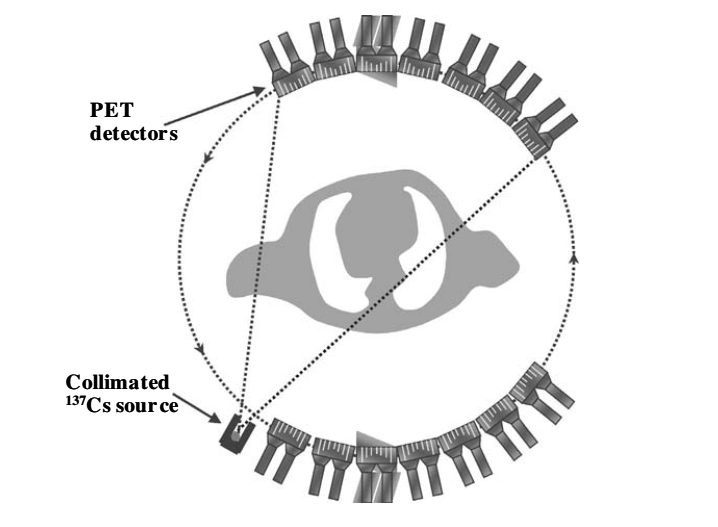 PET
detectors
Collimated
¹³⁷Cs source